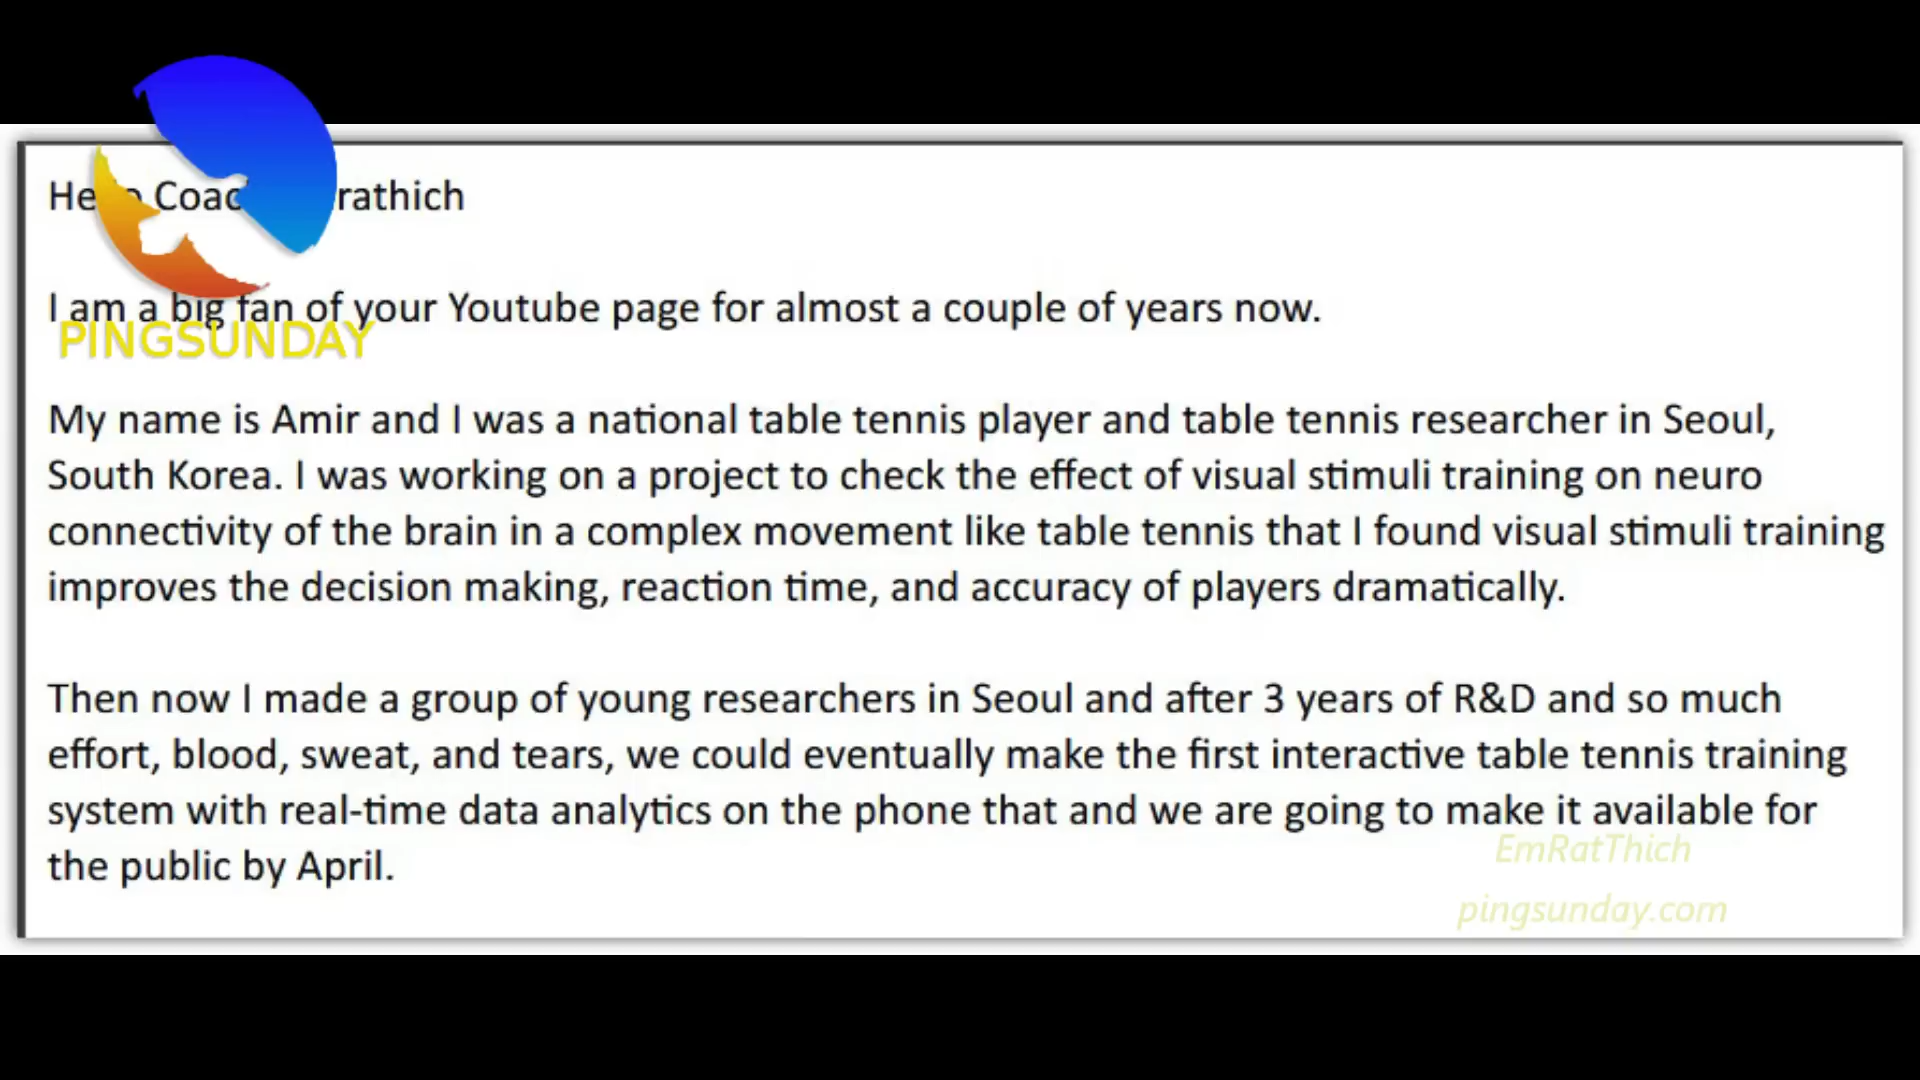 Hello Coach rathich
I am a big fan of your Youtube page for almost a couple of years now.
PINGSUNDAY
My name is Amir and I was a national table tennis player and table tennis researcher in Seoul,
South Korea. I was working on a project to check the effect of visual stimuli training on neuro
connectivity of the brain in a complex movement like table tennis that I found visual stimuli training
improves the decision making, reaction time, and accuracy of players dramatically.
Then now I made a group of young researchers in Seoul and after 3 years of R&D and so much
effort, blood, sweat, and tears, we could eventually make the first interactive table tennis training
system with real-time data analytics on the phone that and we are going to make it available for
the public by April.
EmRatThich
pingsunday.com